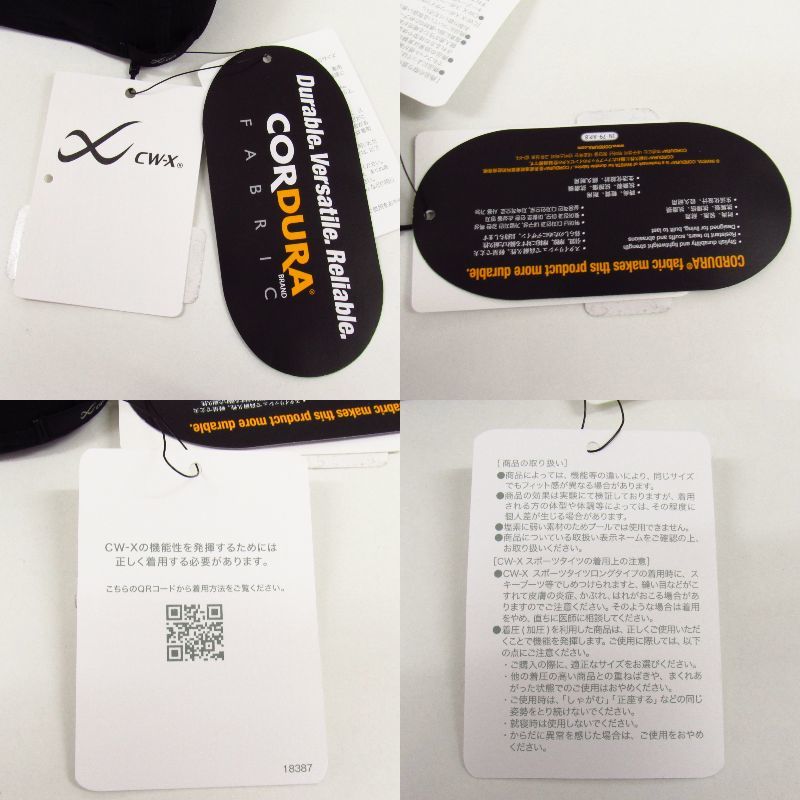 CW-X®
Durable. Versatile. Reliable.
CORDURA®
BRAND
FABRIC
CORDURA® fabric makes this product more durable.
• Stylish durability and lightweight strength
• Resistant to tears, scuffs and abrasions
• Designed for living, built to last
fabric makes this product more durable.
CW-Xの機能性を発揮するためには
正しく着用する必要があります。
こちらのQRコードから着用方法をご覧ください。
18387
[商品の取り扱い]
●商品によっては、機能等の違いにより、同じサイズ
でもフィット感が異なる場合があります。
●商品の効果は実験にて検証しておりますが、着用
される方の体型や体調等によっては、その程度に
個人差が生じる場合があります。
●塩素に弱い素材のためプールでは使用できません。
●商品についている取扱い表示ネームをご確認の上、
お取り扱いください。
[CW-X スポーツタイツの着用上の注意]
●CW-X スポーツタイツロングタイプの着用時に、ス
キーブーツ等でしめつけられますと、縫い目などがこ
すれて皮膚の炎症、かぶれ、はれがおこる場合があ
りますのでご注意ください。そのような場合は着用
をやめ、直ちに医師に相談してください。
●着圧(加圧)を利用した商品は、正しくご使用いただ
くことで機能を発揮します。ご使用に際しては、以下
の点にご注意ください。
・ご購入の際に、適正なサイズをお選びください。
・他の着圧の高い商品との重ねばきや、まくれあ
がった状態でのご使用はおやめください。
・ご使用時は、「しゃがむ」「正座する」などの同じ
姿勢をとり続けないでください。
・就寝時は使用しないでください。
・からだに異常を感じた場合は、ご使用をおやめ
ください。